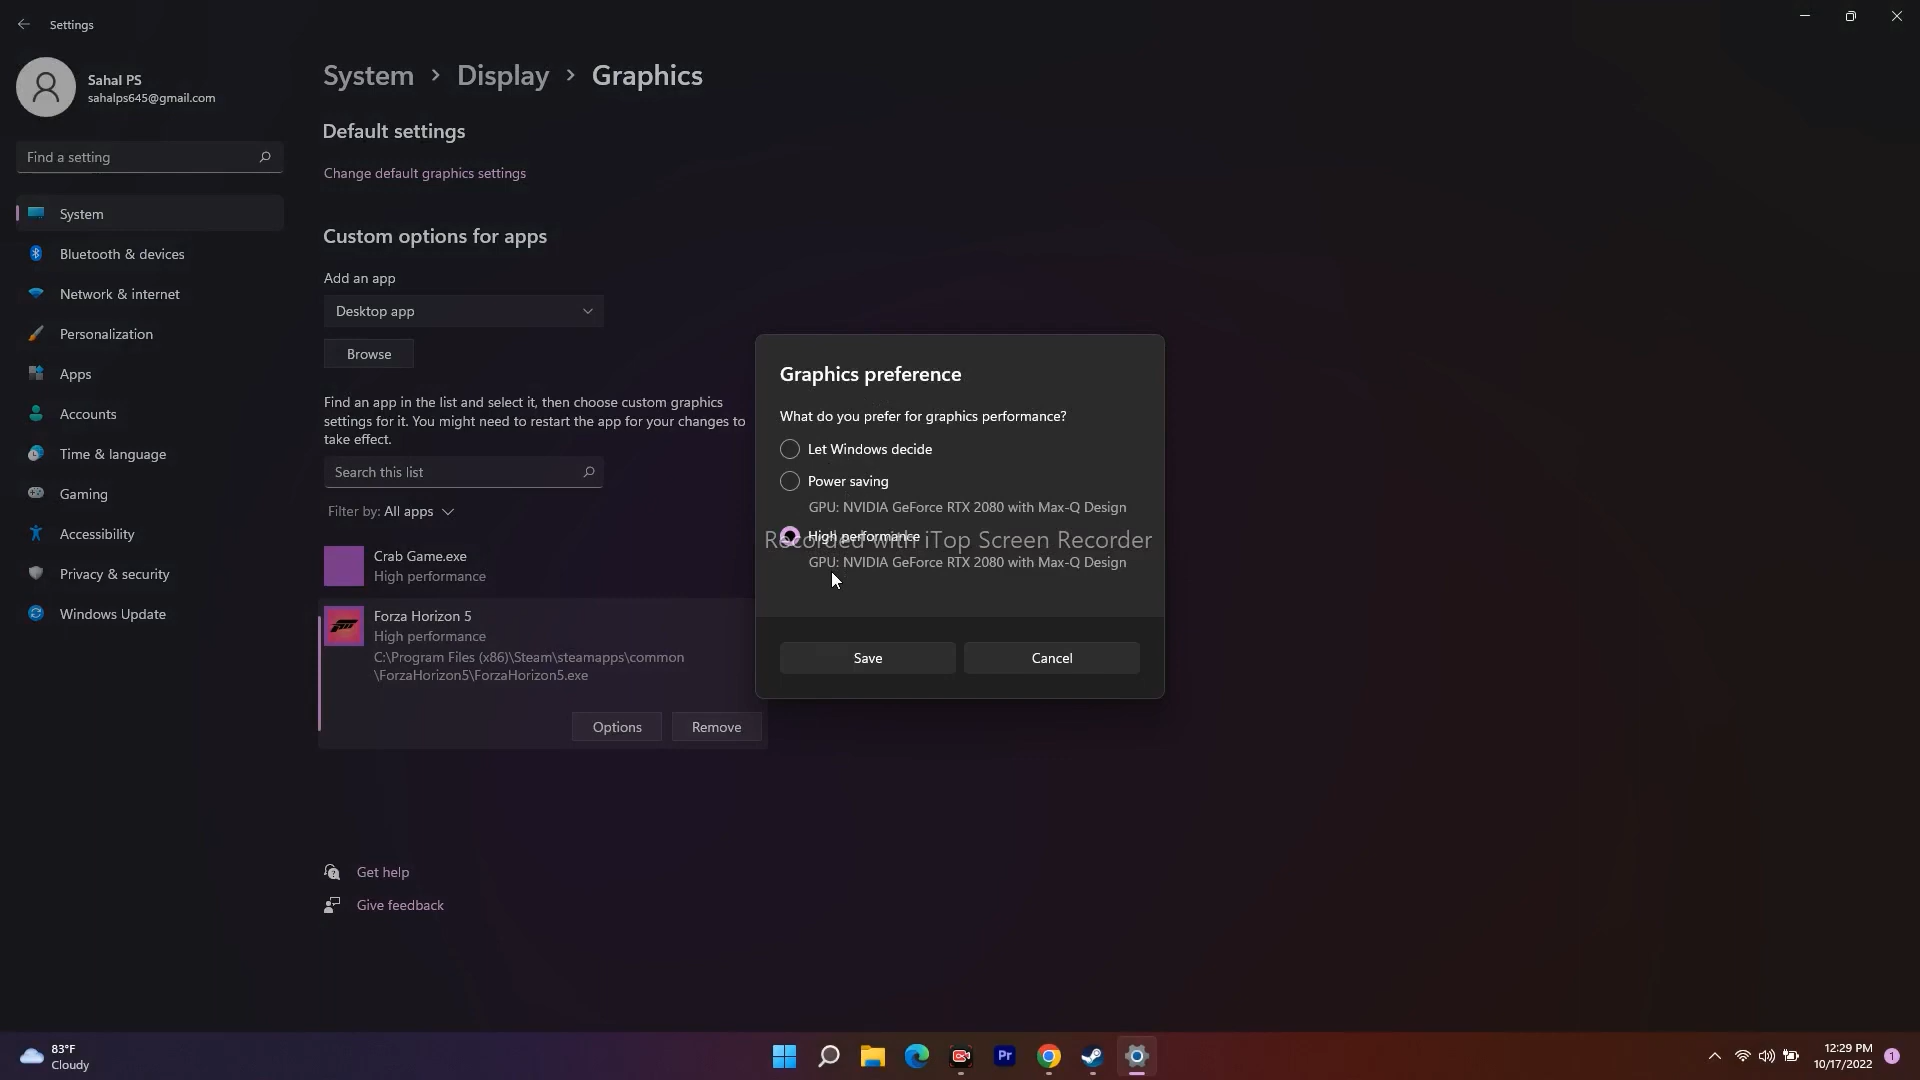 Settings
Sahal PS
sahalps645@gmail.com
Find a setting
System
Bluetooth & devices
Network & internet
Personalization
Apps
Accounts
Time & language
Gaming
Accessibility
Privacy & security
Windows Update
System > Display > Graphics
Default settings
Change default graphics settings
Custom options for apps
Add an app
Desktop app
Browse
Find an app in the list and select it, then choose custom graphics
settings for it. You might need to restart the app for your changes to
take effect.
Search this list
Filter by: All apps
Crab Game.exe
High performance
Forza Horizon 5
High performance
C:\Program Files (x86)\Steam\steamapps\common
\ForzaHorizon5\ForzaHorizon5.exe
Options
Remove
Get help
Give feedback
Graphics preference
What do you prefer for graphics performance?
Let Windows decide
Power saving
GPU: NVIDIA GeForce RTX 2080 with Max-Q Design
High performance
Recorded with iTop Screen Recorder
GPU: NVIDIA GeForce RTX 2080 with Max-Q Design
Save
Cancel
83°F
Cloudy
Pr
12:29 PM
10/17/2022
1